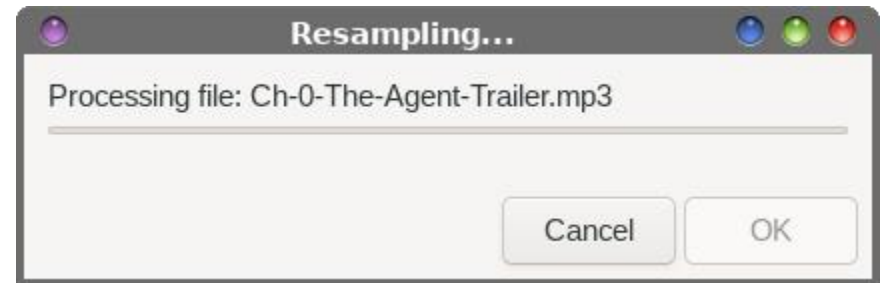 Resampling...
Processing file: Ch-0-The-Agent-Trailer.mp3
Cancel OK